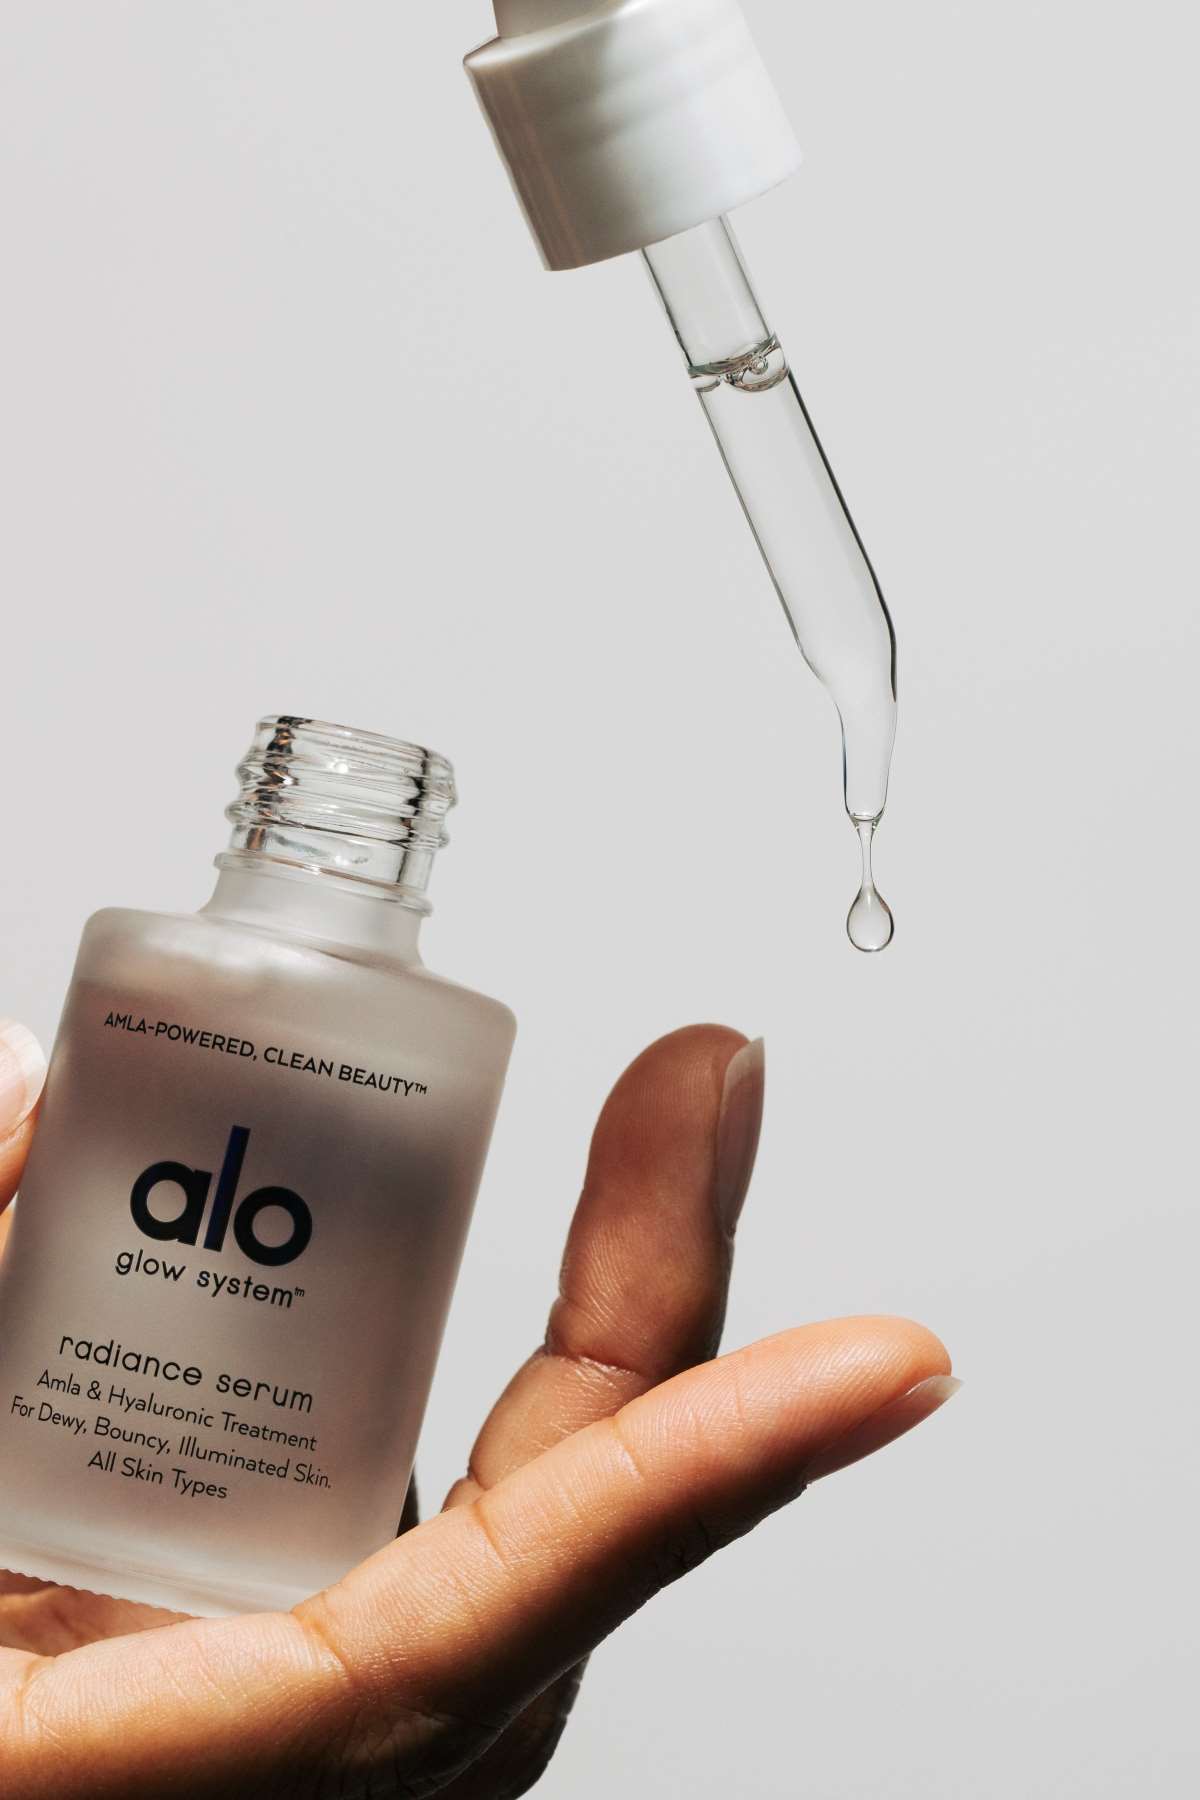 AMLA-POWERED, CLEAN BEAUTY™
alo
glow system™
radiance serum
Amla & Hyaluronic Treatment
For Dewy, Bouncy, Illuminated Skin.
All Skin Types